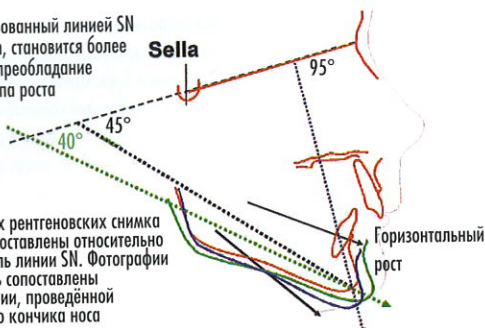 ованный линией SN
, становится более
преобладание
па роста
Sella
95°
45°
40°
х рентгеновских снимка
оставлены относительно
ль линии SN. Фотографии
сопоставлены
ии, проведённой
о кончика носа
Горизонтальный
рост